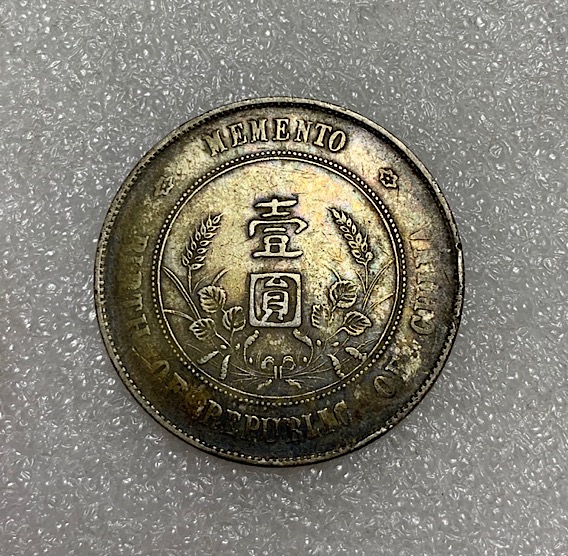 MEMENTO
壹
圓
BIRTH OF REPUBLIC OF CHINA